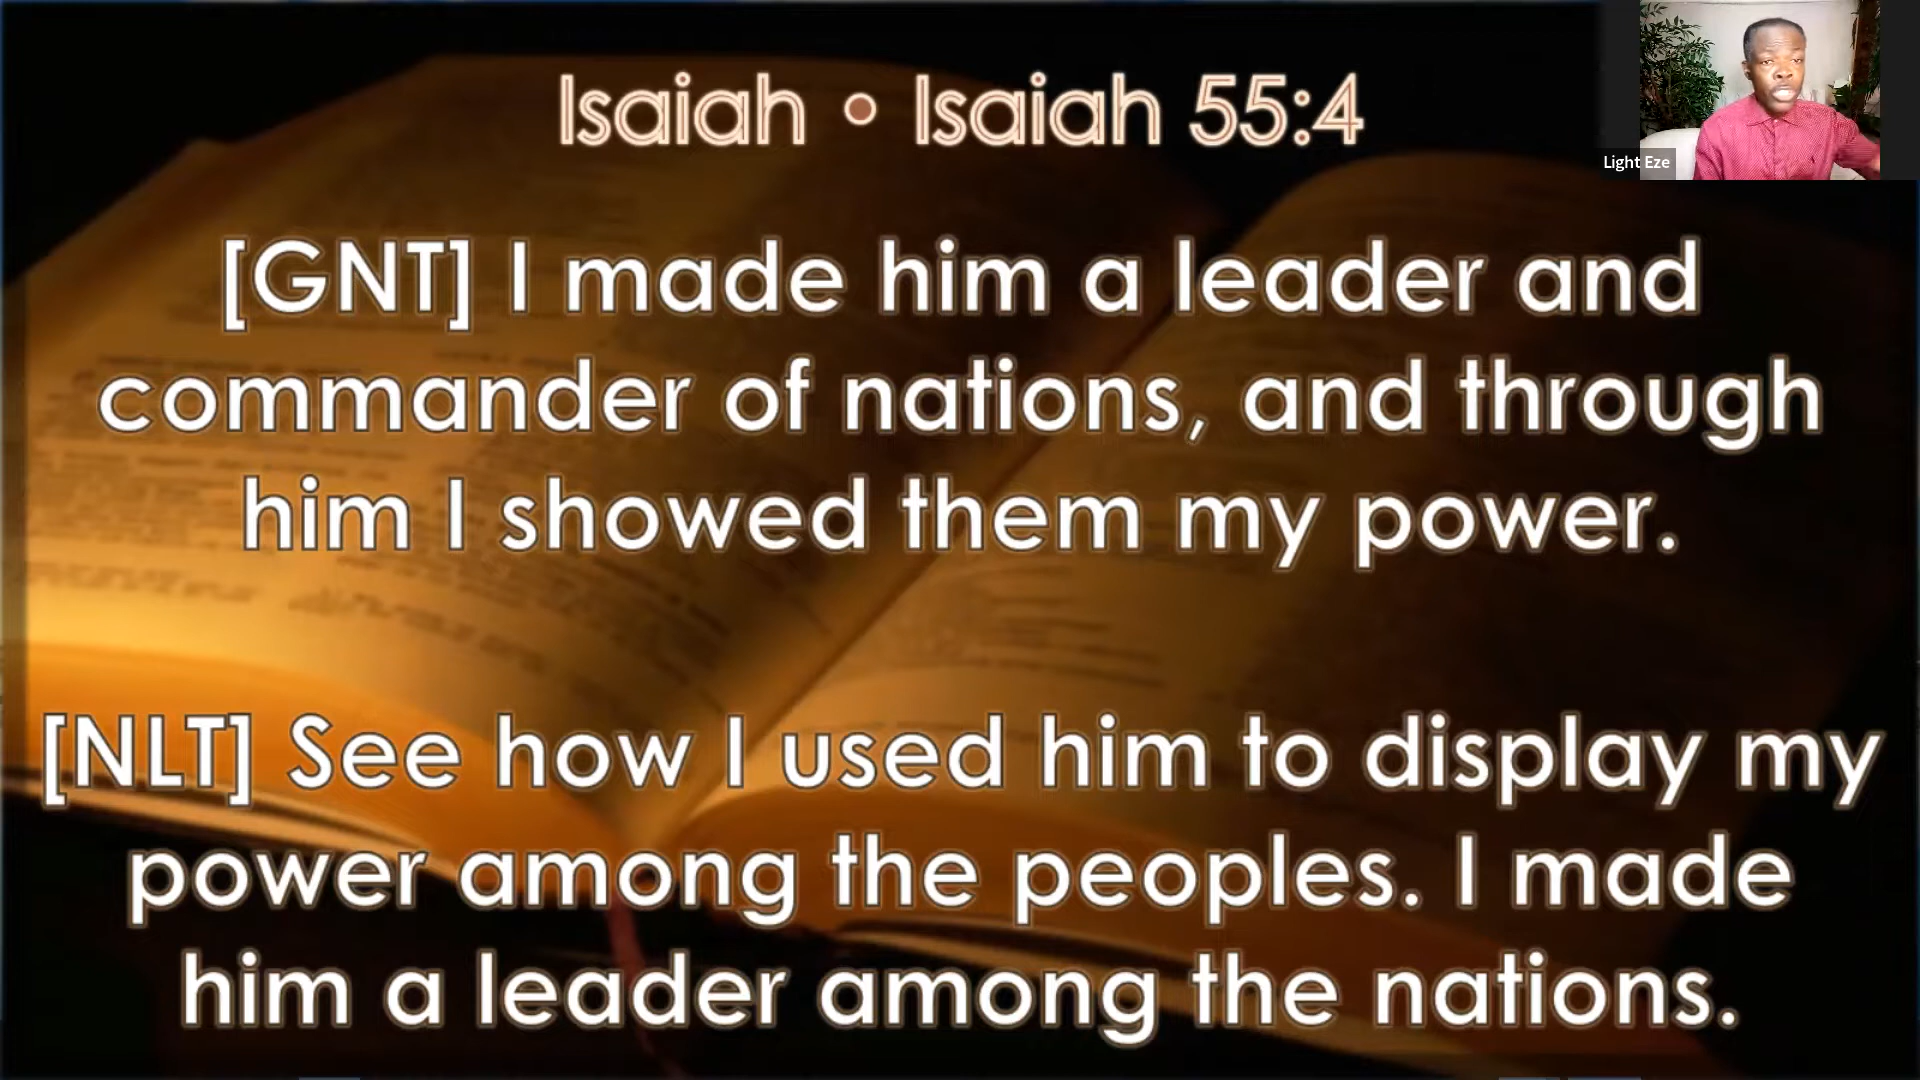 Isaiah • Isaiah 55:4
Light Eze
[GNT] I made him a leader and
commander of nations, and through
him I showed them my power.
[NLT] See how I used him to display my
power among the peoples. I made
him a leader among the nations.